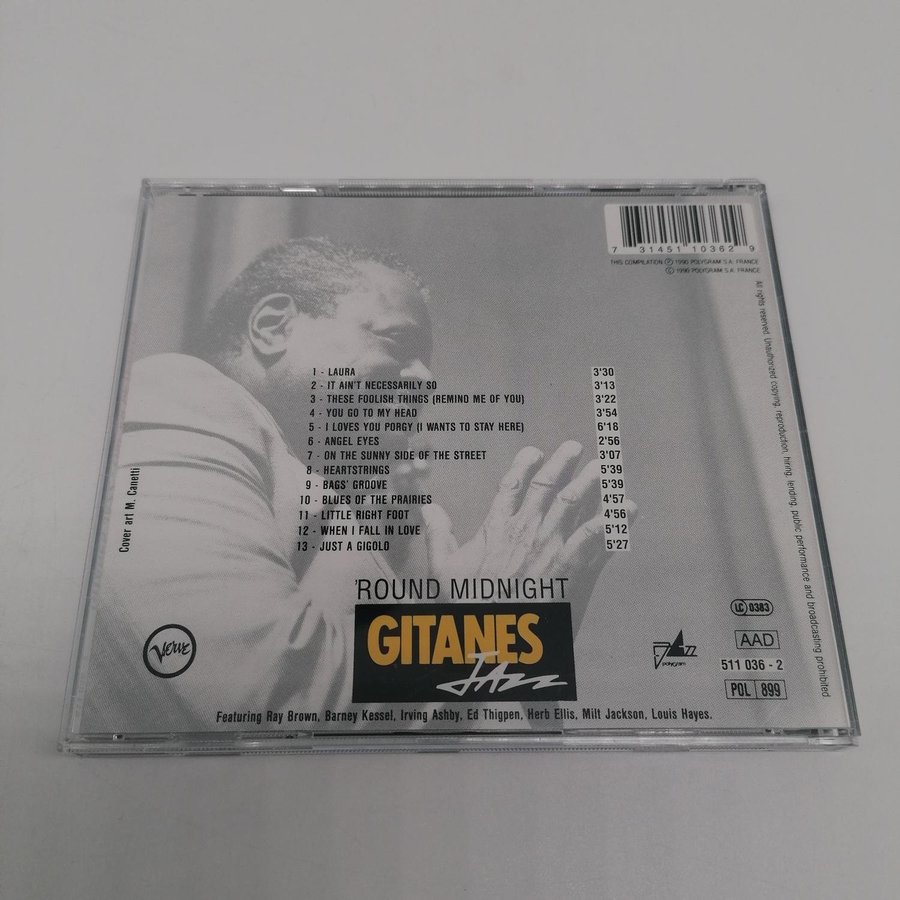 7 31451 10362 9
THIS COMPILATION ℗ 1990 POLYGRAM S.A. FRANCE
© 1990 POLYGRAM S.A. FRANCE
All rights reserved. Unauthorized copying, reproduction, hiring, lending, public performance and broadcasting prohibited
1 - LAURA 3'30
2 - IT AIN'T NECESSARILY SO 3'13
3 - THESE FOOLISH THINGS (REMIND ME OF YOU) 3'22
4 - YOU GO TO MY HEAD 3'54
5 - I LOVES YOU PORGY (I WANTS TO STAY HERE) 6'18
6 - ANGEL EYES 2'56
7 - ON THE SUNNY SIDE OF THE STREET 3'07
8 - HEARTSTRINGS 5'39
9 - BAGS' GROOVE 5'39
10 - BLUES OF THE PRAIRIES 4'57
11 - LITTLE RIGHT FOOT 4'56
12 - WHEN I FALL IN LOVE 5'12
13 - JUST A GIGOLO 5'27
Cover art M. Canetti
'ROUND MIDNIGHT
GITANES
JAZZ
Verve
JAZZ
polygram
LC 0383
AAD
511 036 - 2
POL 899
Featuring Ray Brown, Barney Kessel, Irving Ashby, Ed Thigpen, Herb Ellis, Milt Jackson, Louis Hayes.